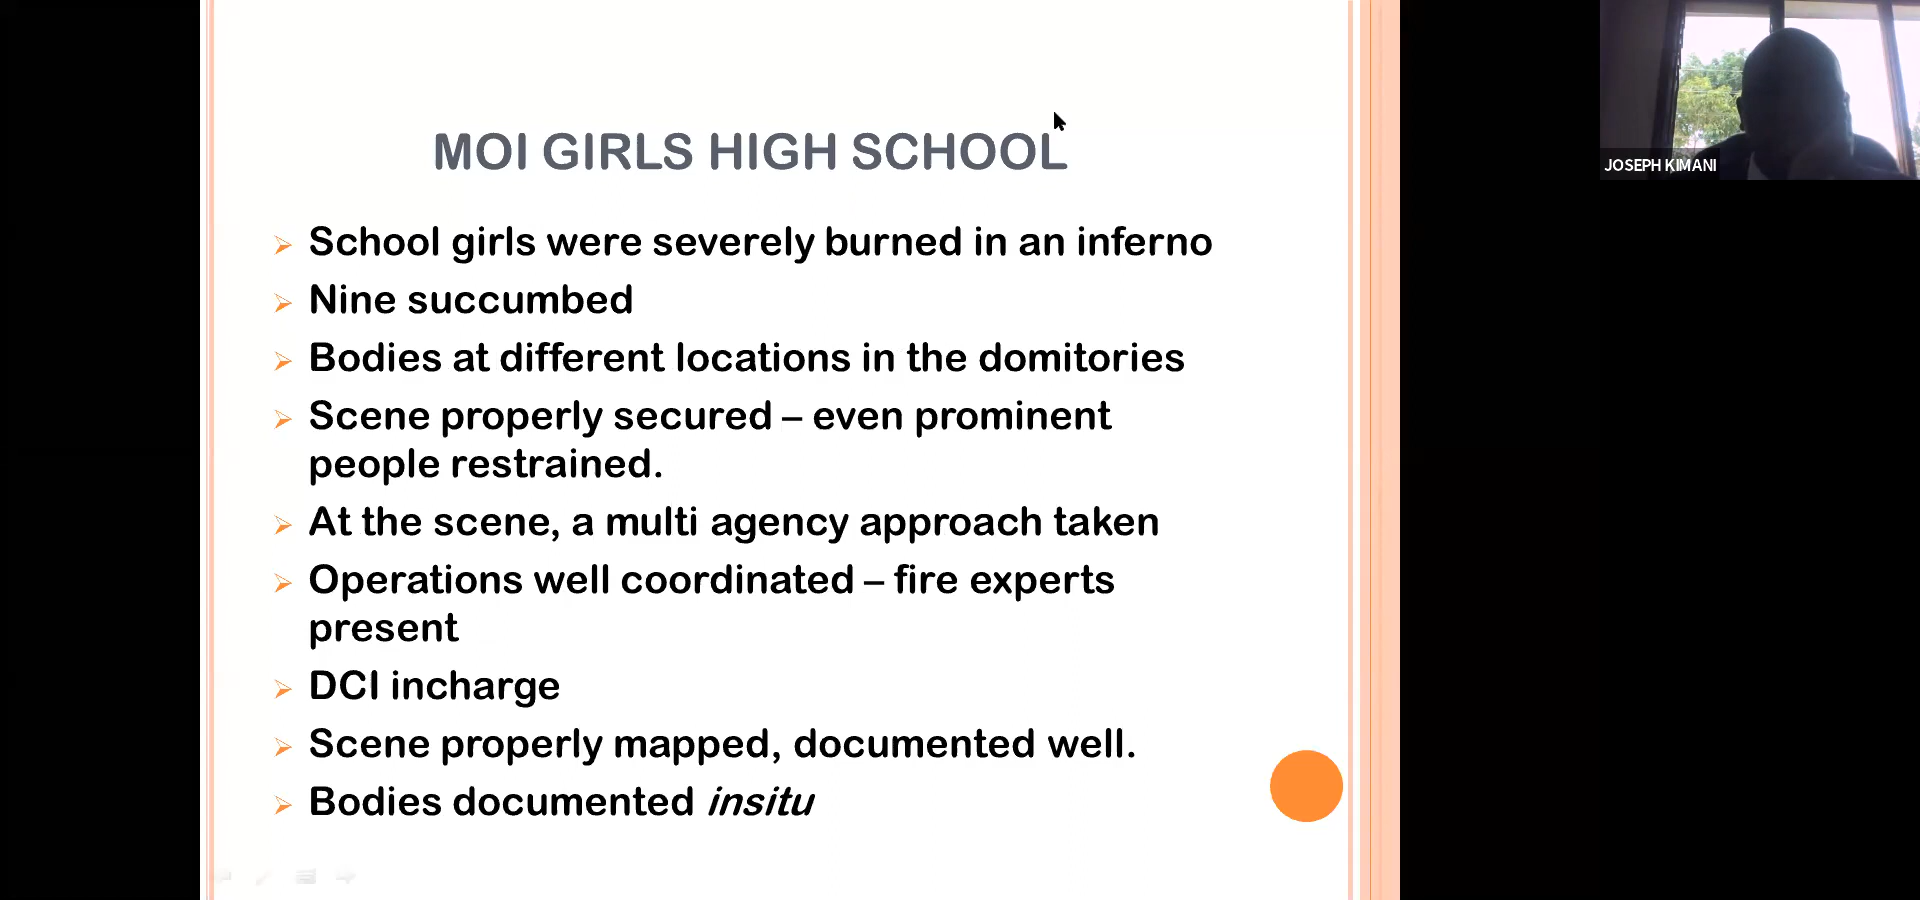 MOI GIRLS HIGH SCHOOL
School girls were severely burned in an inferno
Nine succumbed
Bodies at different locations in the domitories
Scene properly secured – even prominent
people restrained.
At the scene, a multi agency approach taken
Operations well coordinated – fire experts
present
DCI incharge
Scene properly mapped, documented well.
Bodies documented insitu
JOSEPH KIMANI